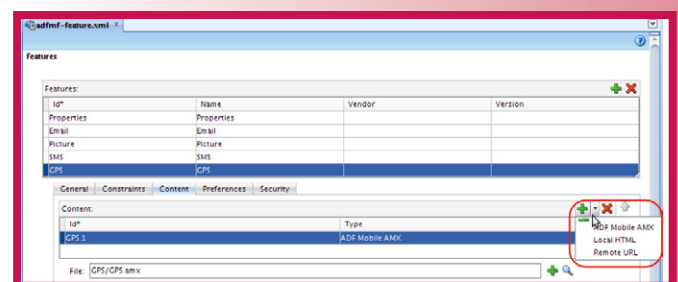 adfmf-feature.xml
Features
Features:
Id* Name Vendor Version
Properties Properties
Email Email
Picture Picture
SMS SMS
GPS GPS
General Constraints Content Preferences Security
Content:
Id* Type
GPS.1 ADF Mobile AMX
ADF Mobile AMX
Local HTML
Remote URL
File: GPS/GPS.amx